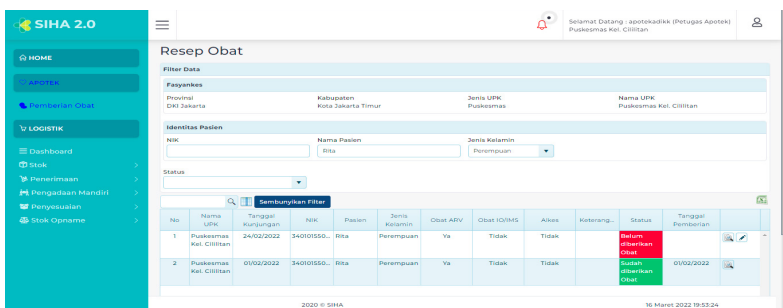 SIHA 2.0
Selamat Datang : apotekadikk (Petugas Apotek)
Puskesmas Kel. Cililitan
HOME
APOTEK
Pemberian Obat
LOGISTIK
Dashboard
Stok
Penerimaan
Pengadaan Mandiri
Penyesuaian
Stok Opname
Resep Obat
Filter Data
Fasyankes
Provinsi Kabupaten Jenis UPK Nama UPK
DKI Jakarta Kota Jakarta Timur Puskesmas Puskesmas Kel. Cililitan
Identitas Pasien
NIK Nama Pasien Jenis Kelamin
Rita Perempuan
Status
Sembunyikan Filter
No Nama UPK Tanggal Kunjungan NIK Pasien Jenis Kelamin Obat ARV Obat IO/IMS Alkes Keterang... Status Tanggal Pemberian
1 Puskesmas Kel. Cililitan 24/02/2022 340101550... Rita Perempuan Ya Tidak Tidak Belum diberikan Obat
2 Puskesmas Kel. Cililitan 01/02/2022 340101550... Rita Perempuan Ya Tidak Tidak Sudah diberikan Obat 01/02/2022
2020 © SIHA 16 Maret 2022 19:53:24